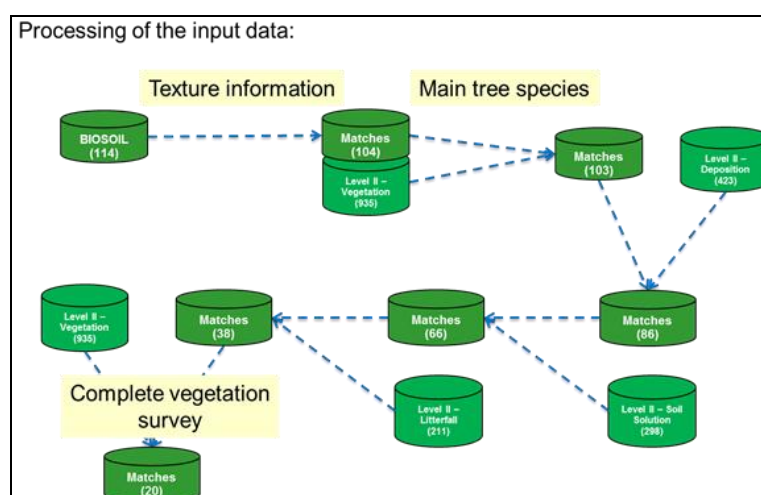 Processing of the input data:
Texture information
Main tree species
BIOSOIL
(114)
Matches
(104)
Level II –
Vegetation
(935)
Matches
(103)
Level II –
Deposition
(423)
Level II –
Vegetation
(935)
Matches
(38)
Matches
(66)
Matches
(86)
Complete vegetation
survey
Level II –
Litterfall
(211)
Level II – Soil
Solution
(298)
Matches
(20)